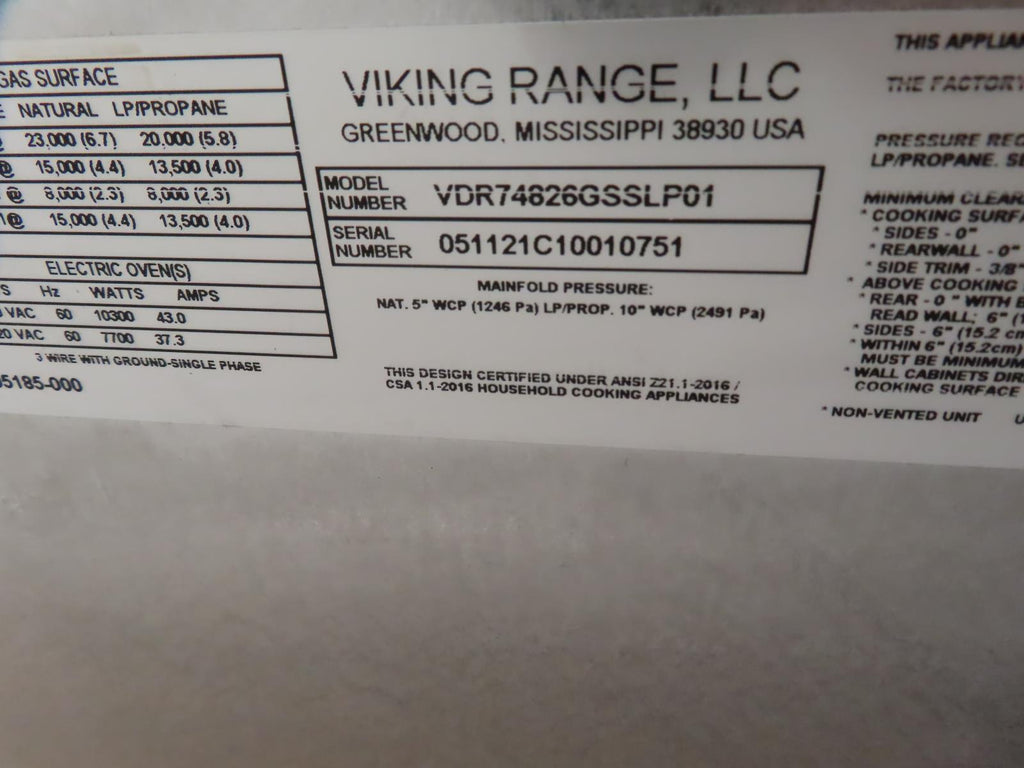 GAS SURFACE
NATURAL LP/PROPANE
23,000 (6.7) 20,000 (5.8)
@ 15,000 (4.4) 13,500 (4.0)
@ 8,000 (2.3) 8,000 (2.3)
1@ 15,000 (4.4) 13,500 (4.0)
ELECTRIC OVEN(S)
S Hz WATTS AMPS
VAC 60 10300 43.0
20 VAC 60 7700 37.3
3 WIRE WITH GROUND-SINGLE PHASE
5185-000
VIKING RANGE, LLC
GREENWOOD, MISSISSIPPI 38930 USA
MODEL NUMBER VDR74826GSSLP01
SERIAL NUMBER 051121C10010751
MAINFOLD PRESSURE:
NAT. 5" WCP (1246 Pa) LP/PROP. 10" WCP (2491 Pa)
THIS DESIGN CERTIFIED UNDER ANSI Z21.1-2016 /
CSA 1.1-2016 HOUSEHOLD COOKING APPLIANCES
THIS APPLIA
THE FACTORY
PRESSURE REG
LP/PROPANE. S
MINIMUM CLEAR
* COOKING SURFA
* SIDES - 0"
* REARWALL - 0"
* SIDE TRIM - 3/8"
* ABOVE COOKING
* REAR - 0 " WITH B
READ WALL; 6" (1
* SIDES - 6" (15.2 cm
* WITHIN 6" (15.2cm)
MUST BE MINIMUM
* WALL CABINETS DIR
COOKING SURFACE
* NON-VENTED UNIT